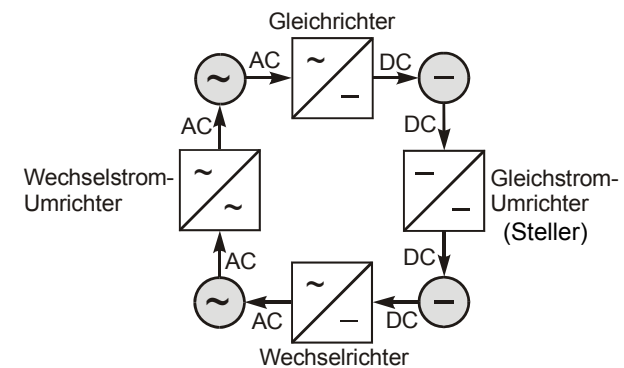 Gleichrichter
AC
~
–
DC
~
–
AC
DC
Wechselstrom-
Umrichter
~
~
–
–
Gleichstrom-
Umrichter
(Steller)
AC
DC
~
AC
~
–
DC
–
Wechselrichter